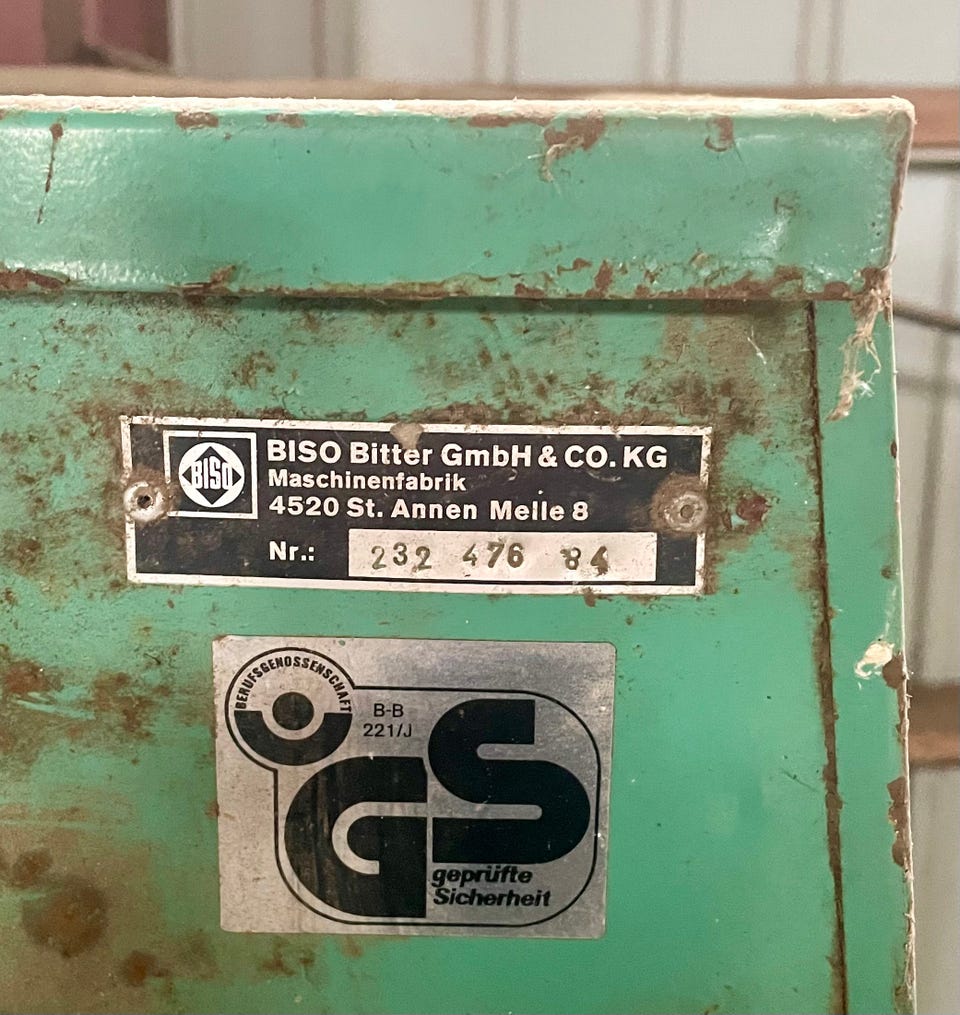 BISO
BISO Bitter GmbH & CO. KG
Maschinenfabrik
4520 St. Annen Meile 8
Nr.: 232 476 84
BERUFSGENOSSENSCHAFT
B-B
221/J
GS
geprüfte
Sicherheit